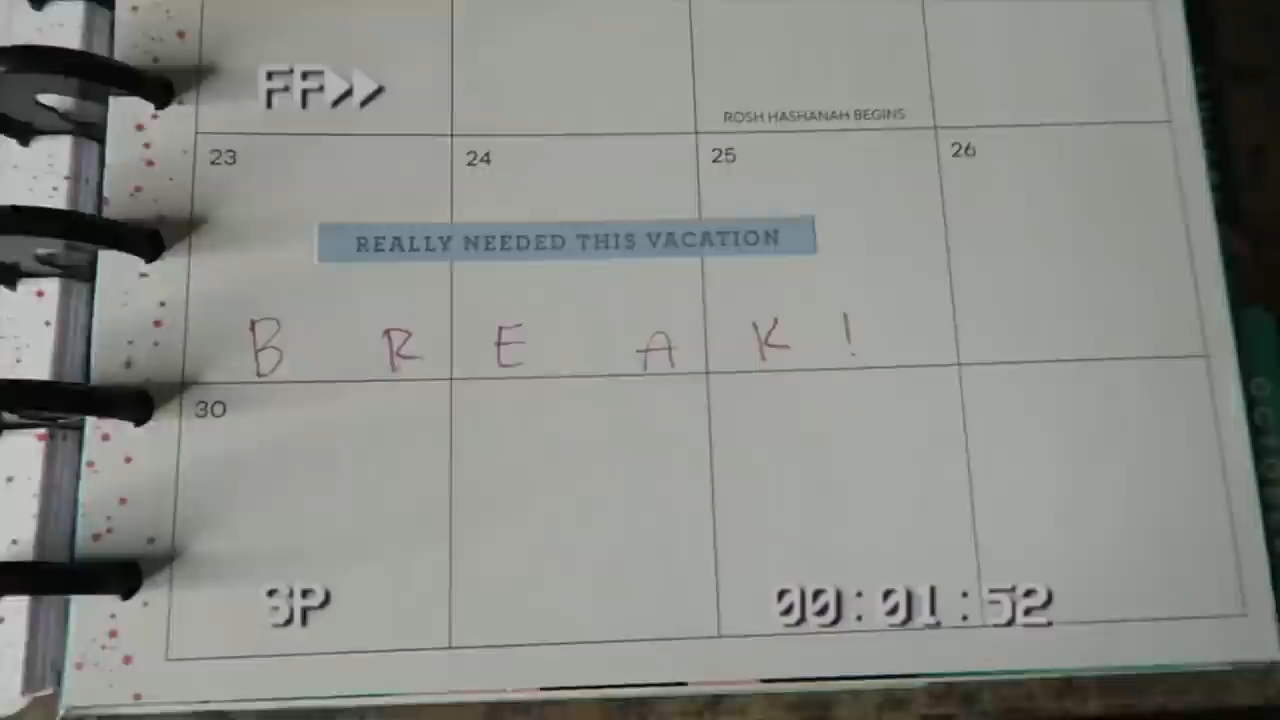 FF>>
ROSH HASHANAH BEGINS
23 24 25 26
REALLY NEEDED THIS VACATION
B R E A K !
30
SP 00:01:52